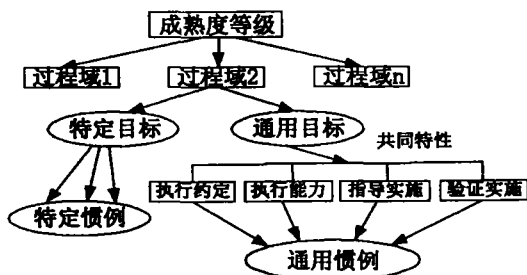 成熟度等级
过程域1
过程域2
过程域n
特定目标
通用目标
共同特性
执行约定
执行能力
指导实施
验证实施
特定惯例
通用惯例